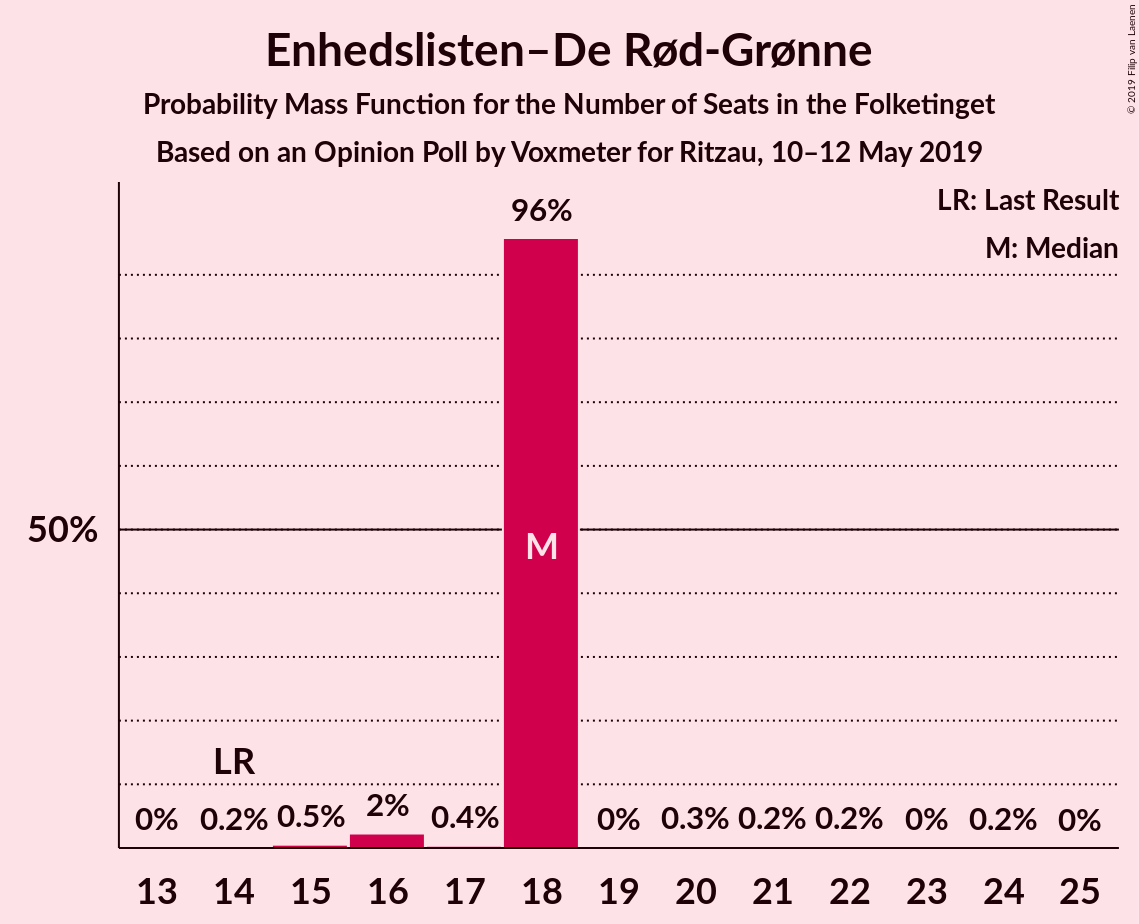 Enhedslisten–De Rød-Grønne
Probability Mass Function for the Number of Seats in the Folketinget
Based on an Opinion Poll by Voxmeter for Ritzau, 10–12 May 2019
© 2019 Filip van Laenen
LR: Last Result
M: Median
96%
50%
M
LR
0% 0.2% 0.5% 2% 0.4% 0% 0.3% 0.2% 0.2% 0% 0.2% 0%
13 14 15 16 17 18 19 20 21 22 23 24 25